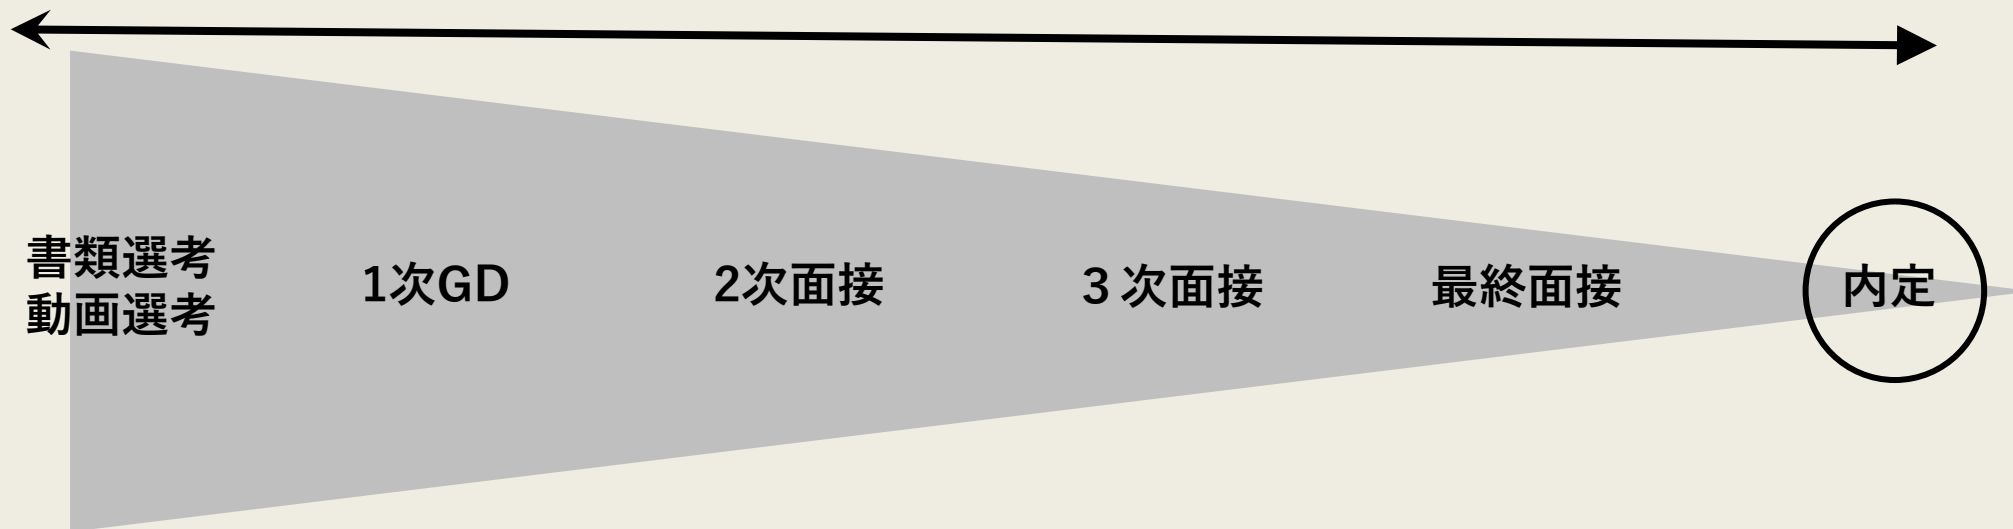 書類選考
動画選考
1次GD
2次面接
３次面接
最終面接
内定